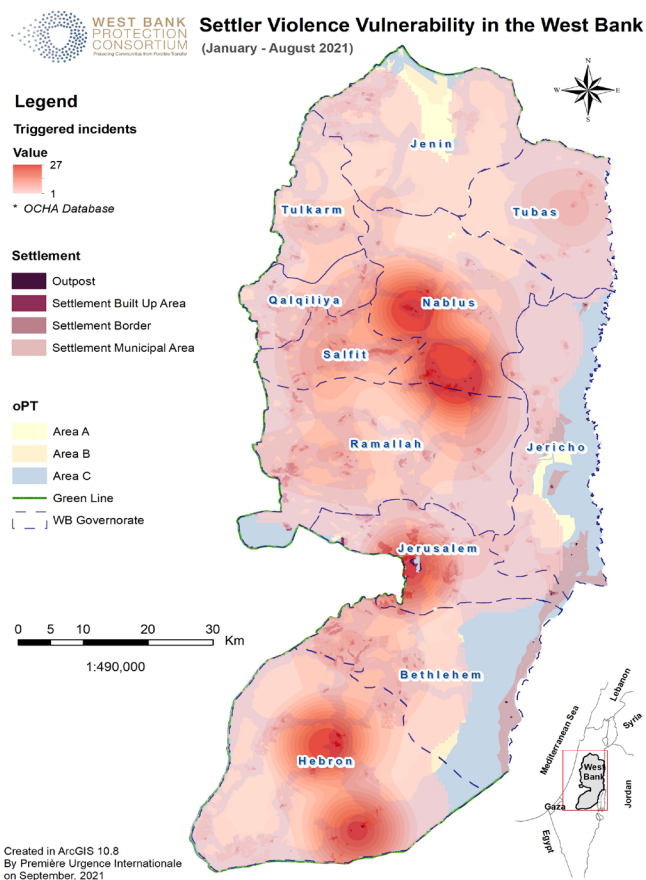 WEST BANK
PROTECTION
CONSORTIUM
Protecting Communities from Forcible Transfer
Settler Violence Vulnerability in the West Bank
(January - August 2021)
N
W E
S
Legend
Triggered incidents
Value
27
1
* OCHA Database
Settlement
Outpost
Settlement Built Up Area
Settlement Border
Settlement Municipal Area
oPT
Area A
Area B
Area C
Green Line
WB Governorate
Jenin
Tulkarm
Tubas
Qalqiliya
Nablus
Salfit
Ramallah
Jericho
Jerusalem
Bethlehem
Hebron
0 5 10 20 30
Km
1:490,000
Mediterranean Sea
Lebanon
Syria
West
Bank
Jordan
Gaza
Egypt
Created in ArcGIS 10.8
By Première Urgence Internationale
on September, 2021